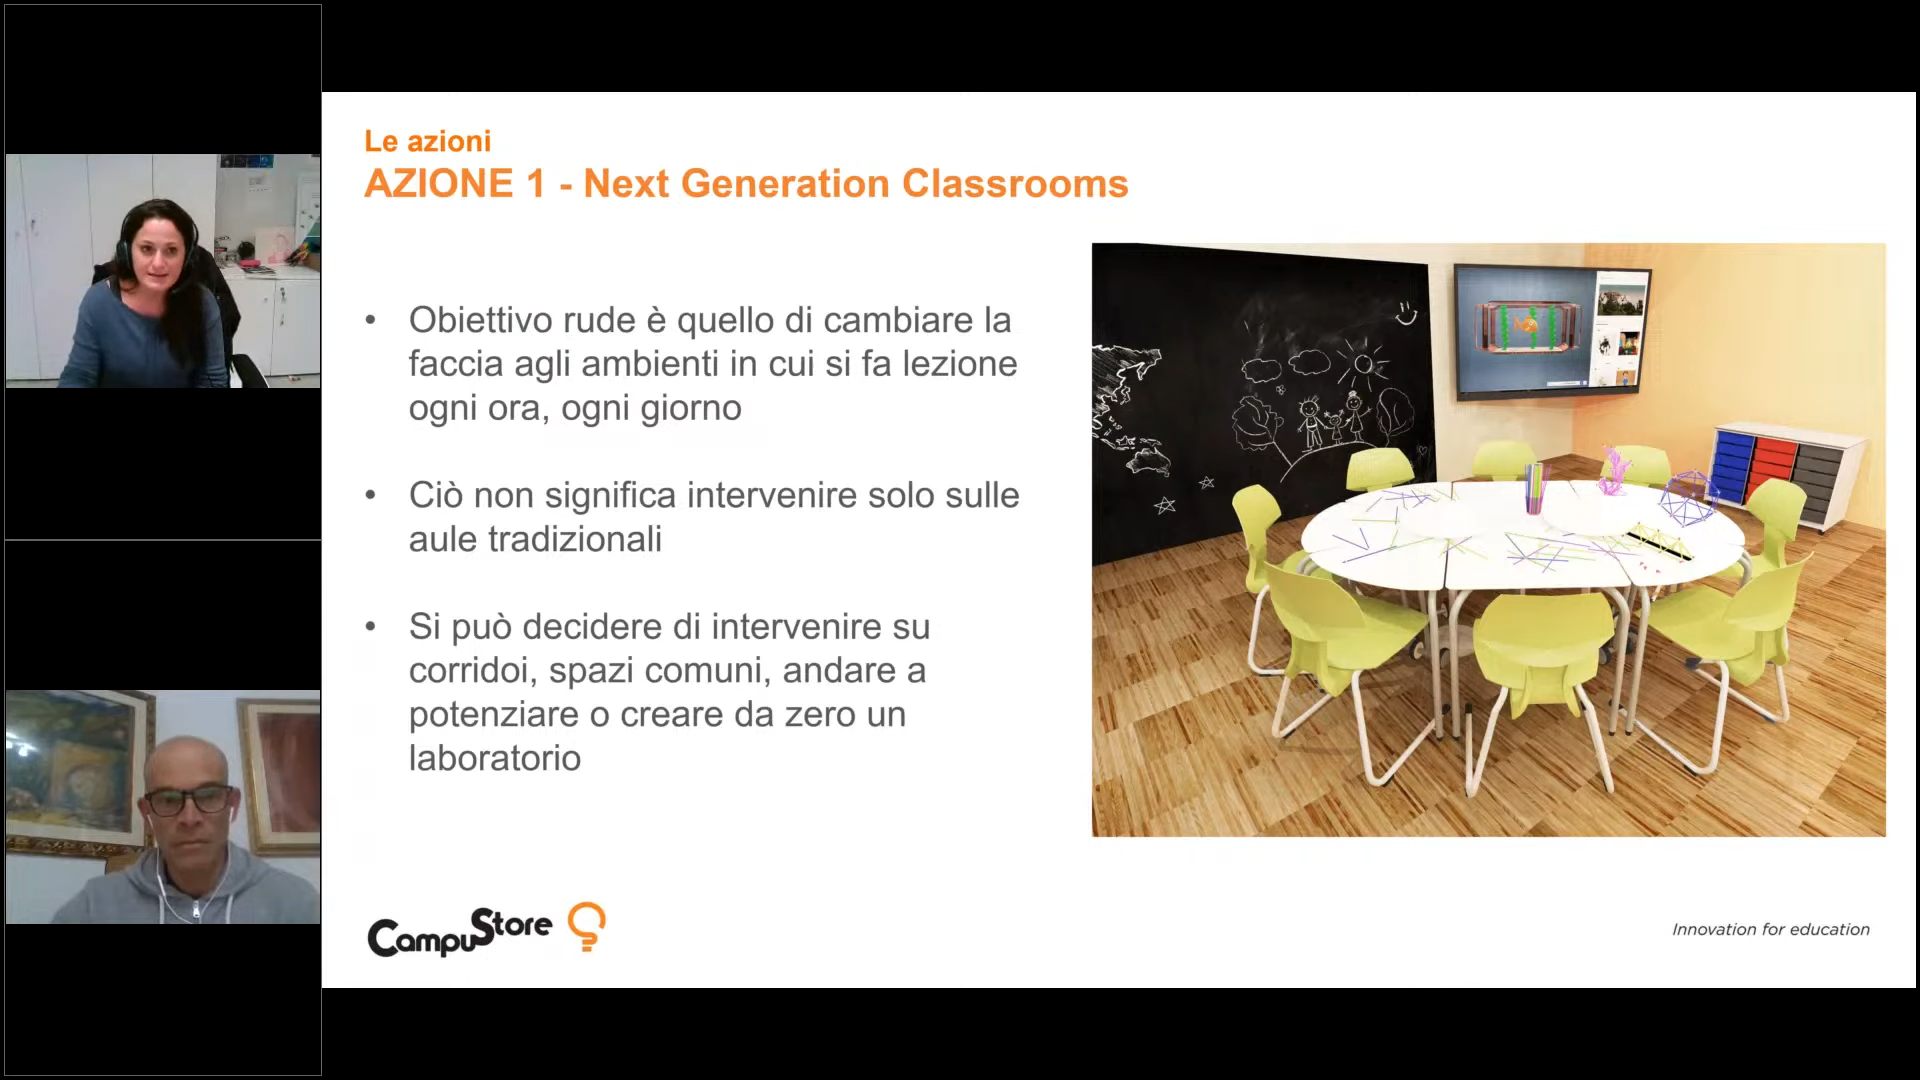 Le azioni
AZIONE 1 - Next Generation Classrooms
• Obiettivo rude è quello di cambiare la
faccia agli ambienti in cui si fa lezione
ogni ora, ogni giorno
• Ciò non significa intervenire solo sulle
aule tradizionali
• Si può decidere di intervenire su
corridoi, spazi comuni, andare a
potenziare o creare da zero un
laboratorio
CampuStore
Innovation for education